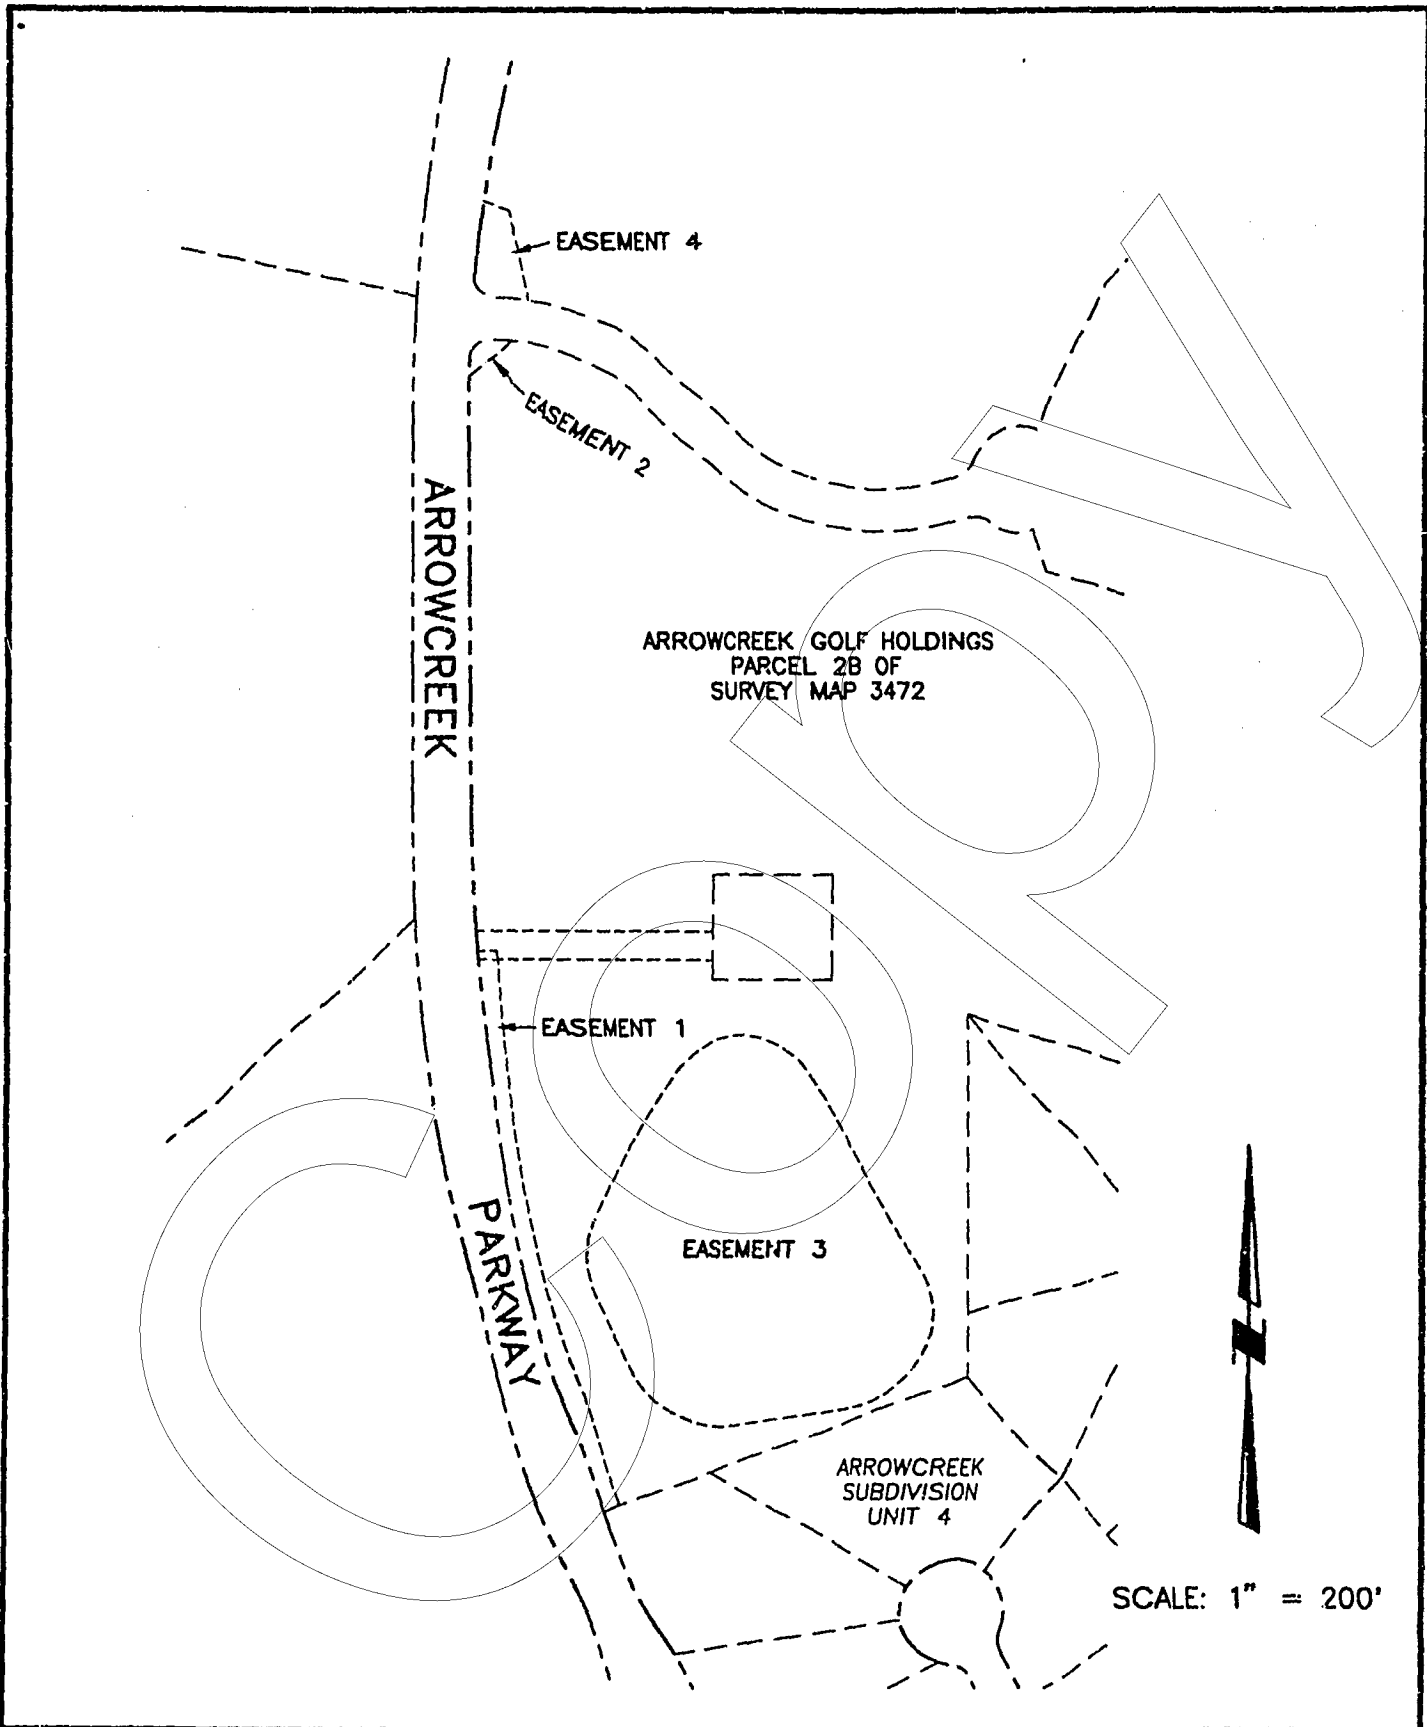 EASEMENT 4
EASEMENT 2
ARROWCREEK
ARROWCREEK GOLF HOLDINGS
PARCEL 2B OF
SURVEY MAP 3472
EASEMENT 1
PARKWAY
EASEMENT 3
ARROWCREEK
SUBDIVISION
UNIT 4
N
SCALE: 1" = 200'
Copy